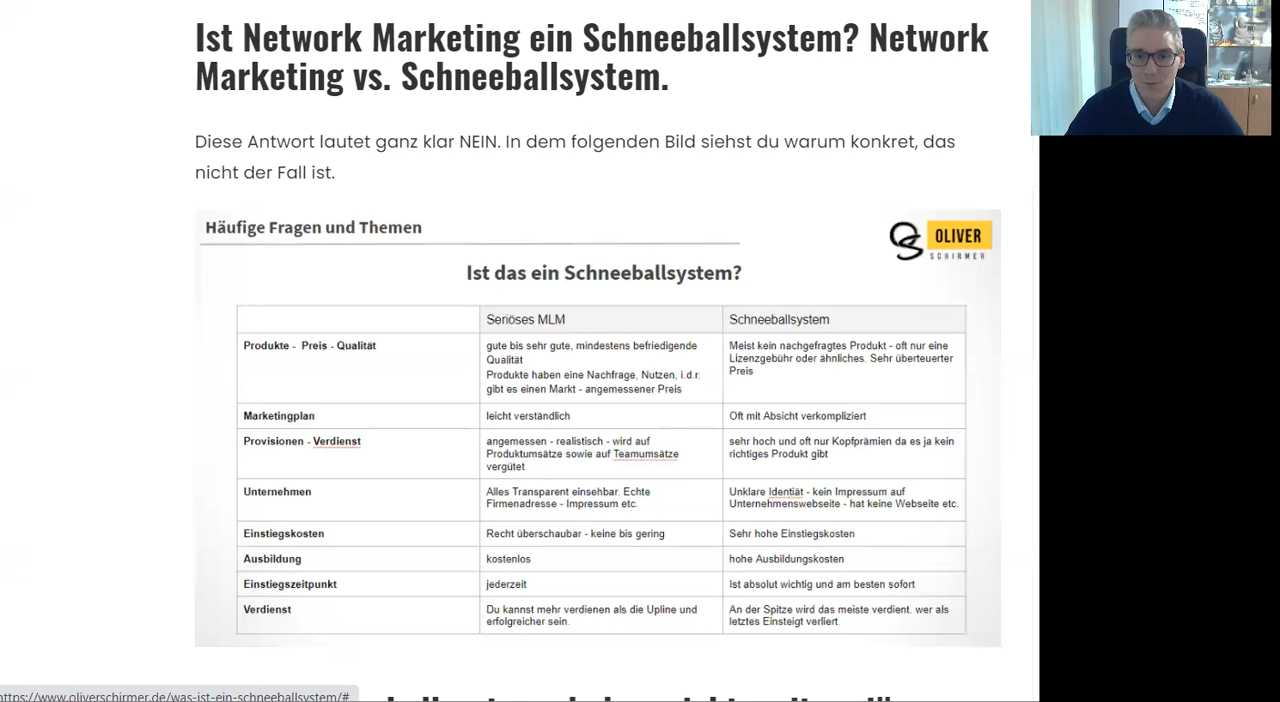 Ist Network Marketing ein Schneeballsystem? Network
Marketing vs. Schneeballsystem.
Diese Antwort lautet ganz klar NEIN. In dem folgenden Bild siehst du warum konkret, das
nicht der Fall ist.
Häufige Fragen und Themen
OS OLIVER
SCHIRMER
Ist das ein Schneeballsystem?
Seriöses MLM
Schneeballsystem
Produkte - Preis - Qualität
gute bis sehr gute, mindestens befriedigende
Qualität
Produkte haben eine Nachfrage, Nutzen, i.d.r.
gibt es einen Markt - angemessener Preis
Meist kein nachgefragtes Produkt - oft nur eine
Lizenzgebühr oder ähnliches. Sehr überteuerter
Preis
Marketingplan
leicht verständlich
Oft mit Absicht verkompliziert
Provisionen - Verdienst
angemessen - realistisch - wird auf
Produktumsätze sowie auf Teamumsätze
vergütet
sehr hoch und oft nur Kopfprämien da es ja kein
richtiges Produkt gibt
Unternehmen
Alles Transparent einsehbar. Echte
Firmenadresse - Impressum etc.
Unklare Identiät - kein Impressum auf
Unternehmenswebseite - hat keine Webseite etc.
Einstiegskosten
Recht überschaubar - keine bis gering
Sehr hohe Einstiegskosten
Ausbildung
kostenlos
hohe Ausbildungskosten
Einstiegszeitpunkt
jederzeit
Ist absolut wichtig und am besten sofort
Verdienst
Du kannst mehr verdienen als die Upline und
erfolgreicher sein.
An der Spitze wird das meiste verdient. wer als
letztes Einsteigt verliert.
https://www.oliverschirmer.de/was-ist-ein-schneeballsystem/#